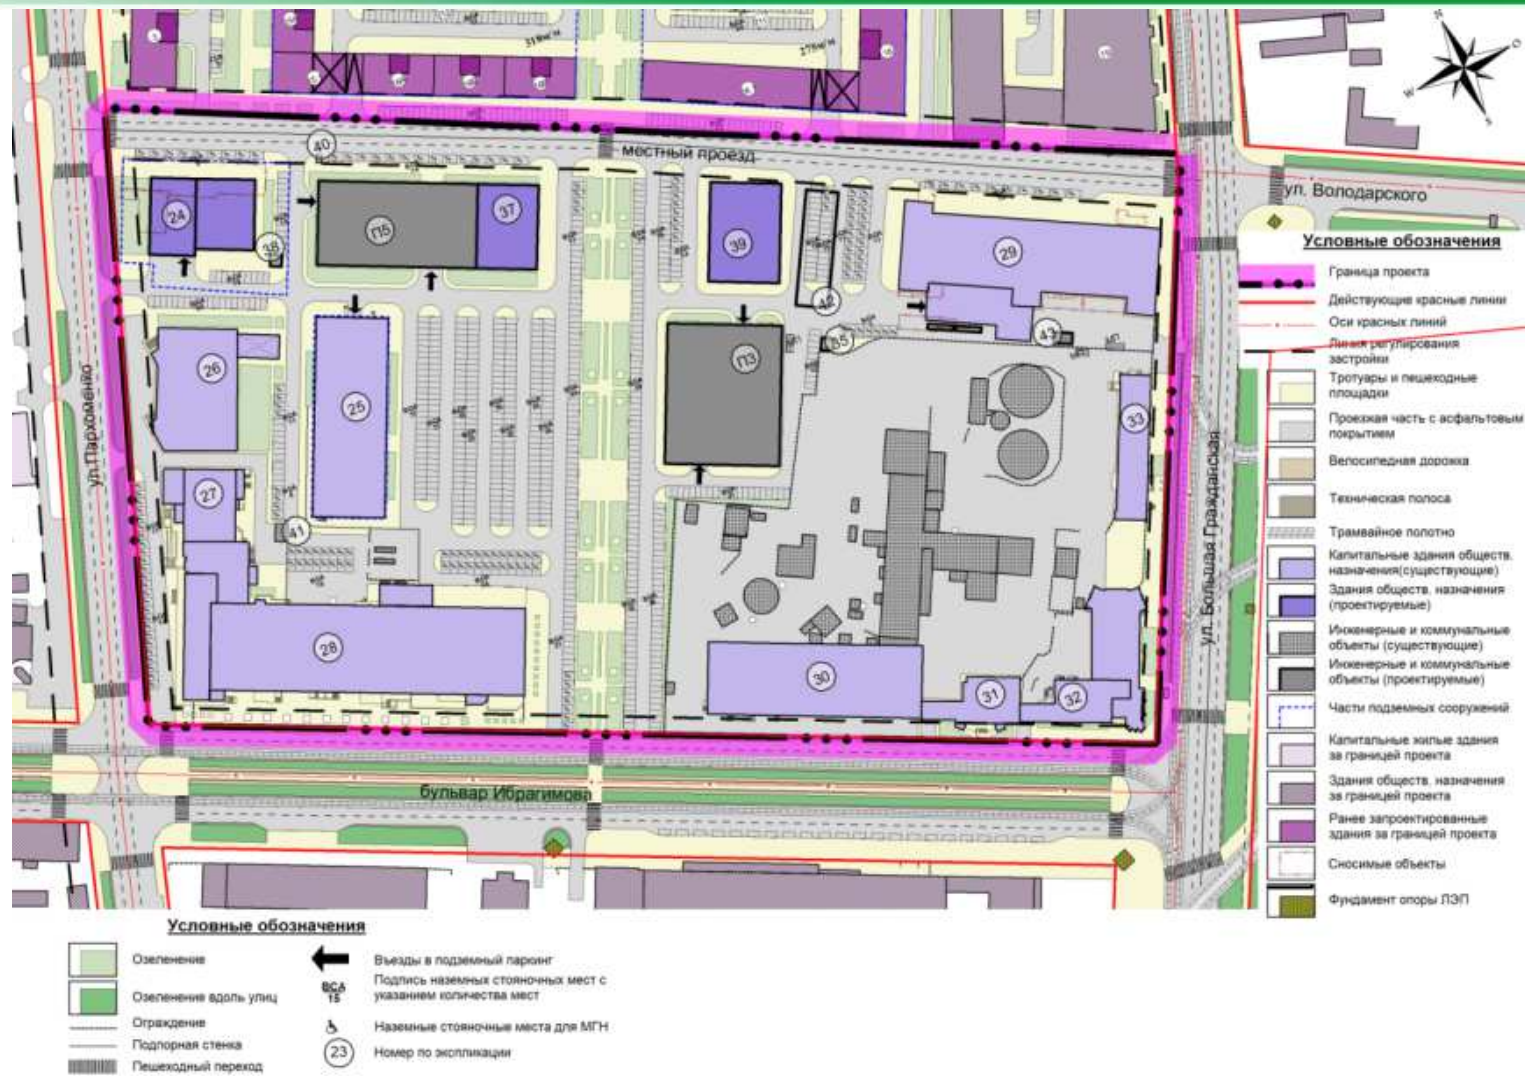 318м/м
278м/м
N
O
W
S
40
местный проезд
ул. Володарского
24
П5
37
38
39
42
29
35
43
26
25
П3
33
27
41
28
30
31
32
ул.Пархоменко
ул. Большая Гражданская
бульвар Ибрагимова
Условные обозначения
Граница проекта
Действующие красные линии
Оси красных линий
Линия регулирования
застройки
Тротуары и пешеходные
площадки
Проезжая часть с асфальтовым
покрытием
Велосипедная дорожка
Техническая полоса
Трамвайное полотно
Капитальные здания обществ.
назначения(существующие)
Здания обществ. назначения
(проектируемые)
Инженерные и коммунальные
объекты (существующие)
Инженерные и коммунальные
объекты (проектируемые)
Части подземных сооружений
Капитальные жилые здания
за границей проекта
Здания обществ. назначения
за границей проекта
Ранее запроектированные
здания за границей проекта
Сносимые объекты
Фундамент опоры ЛЭП
Условные обозначения
Озеленение
Озеленения вдоль улиц
Ограждение
Подпорная стенка
Пешеходный переход
Въезды в подземный паркинг
ВСА
15
Подпись наземных стояночных мест с
указанием количества мест
Наземные стояночные места для МГН
23
Номер по экспликации